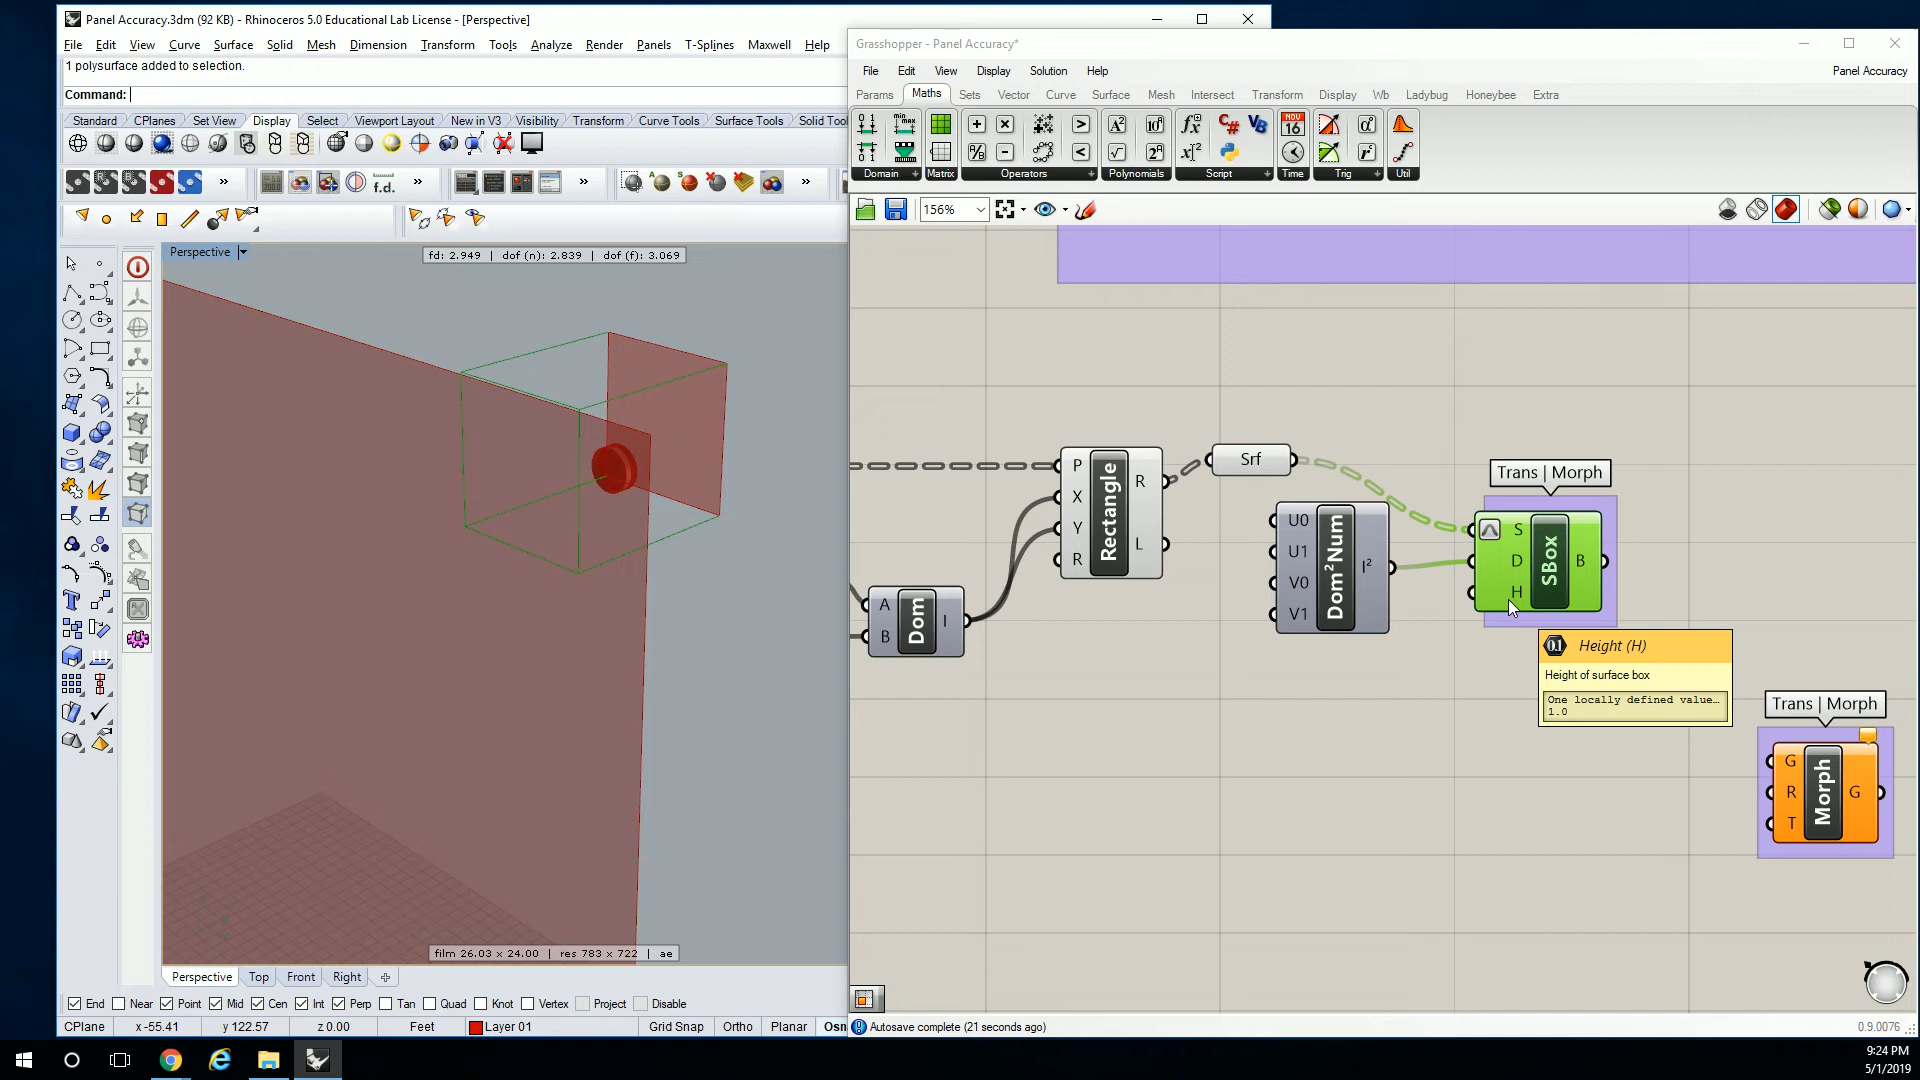 Panel Accuracy.3dm (92 KB) - Rhinoceros 5.0 Educational Lab License - [Perspective]
File Edit View Curve Surface Solid Mesh Dimension Transform Tools Analyze Render Panels T-Splines Maxwell Help
1 polysurface added to selection.
Command:
Standard CPlanes Set View Display Select Viewport Layout New in V3 Visibility Transform Curve Tools Surface Tools Solid Too
f.d.
Perspective
fd: 2.949 | dof (n): 2.839 | dof (f): 3.069
film 26.03 x 24.00 | res 783 x 722 | ae
Perspective Top Front Right
End Near Point Mid Cen Int Perp Tan Quad Knot Vertex Project Disable
CPlane x -55.41 y 122.57 z 0.00 Feet Layer 01 Grid Snap Ortho Planar Osn
Grasshopper - Panel Accuracy*
File Edit View Display Solution Help
Panel Accuracy
Params Maths Sets Vector Curve Surface Mesh Intersect Transform Display Wb Ladybug Honeybee Extra
Domain Matrix Operators Polynomials Script Time Trig Util
156%
Dom
A
B
I
Rectangle
P
X
Y
R
R
L
Srf
Dom²Num
U0
U1
V0
V1
I²
Trans | Morph
SBox
S
D
H
B
Height (H)
Height of surface box
One locally defined value…
1.0
Trans | Morph
Morph
G
R
T
G
Autosave complete (21 seconds ago)
0.9.0076
9:24 PM
5/1/2019